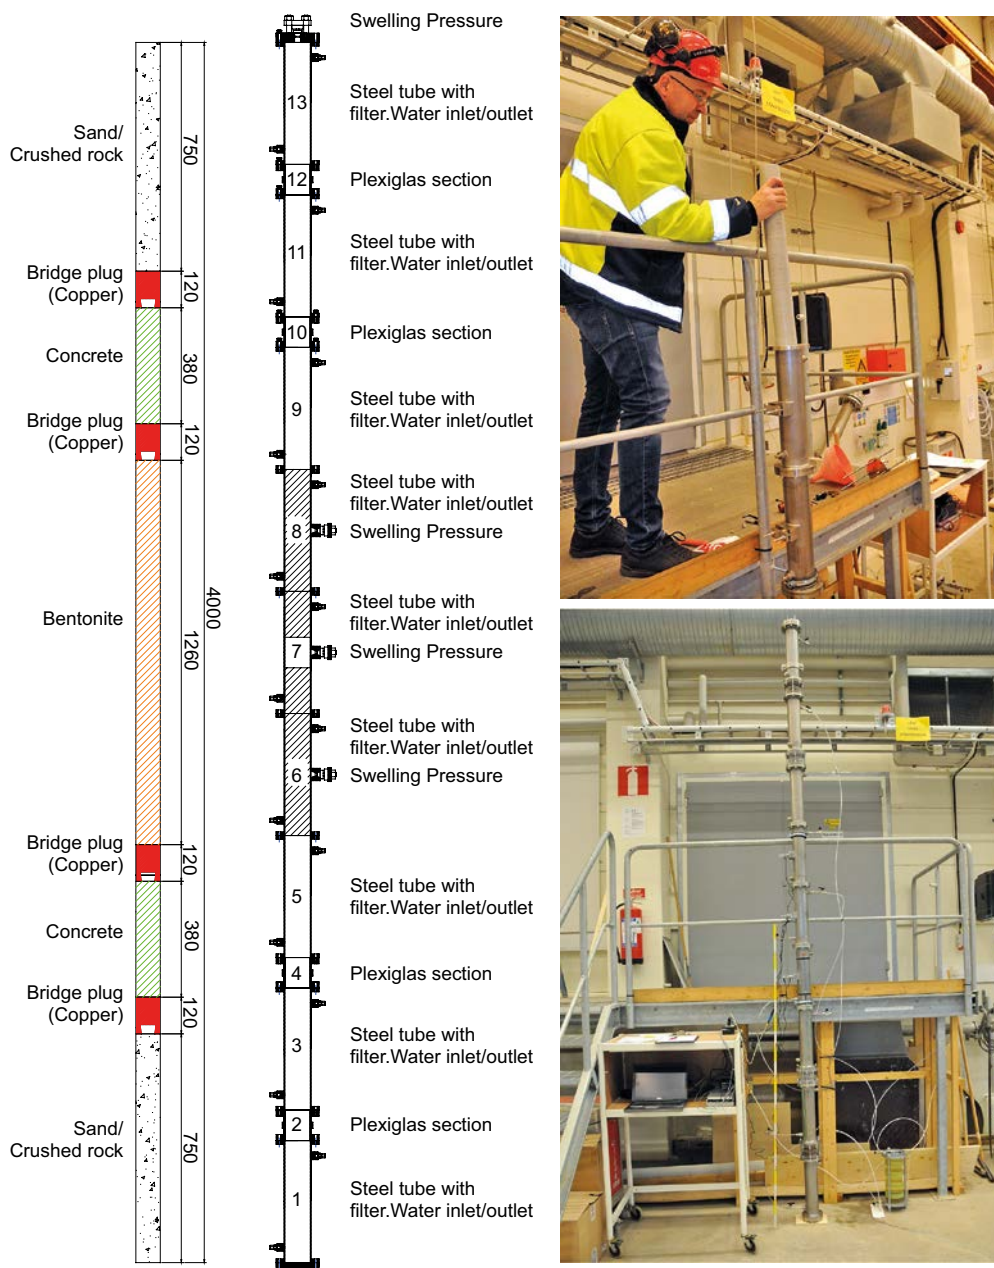 Swelling Pressure
13
Steel tube with
filter.Water inlet/outlet
Sand/
Crushed rock
750
12
Plexiglas section
11
Steel tube with
filter.Water inlet/outlet
Bridge plug
(Copper)
120
10
Plexiglas section
Concrete
380
9
Steel tube with
filter.Water inlet/outlet
Bridge plug
(Copper)
120
Steel tube with
filter.Water inlet/outlet
8
Swelling Pressure
Bentonite
4000
1260
Steel tube with
filter.Water inlet/outlet
7
Swelling Pressure
Steel tube with
filter.Water inlet/outlet
6
Swelling Pressure
Bridge plug
(Copper)
120
5
Steel tube with
filter.Water inlet/outlet
Concrete
380
4
Plexiglas section
Bridge plug
(Copper)
120
3
Steel tube with
filter.Water inlet/outlet
Sand/
Crushed rock
750
2
Plexiglas section
1
Steel tube with
filter.Water inlet/outlet